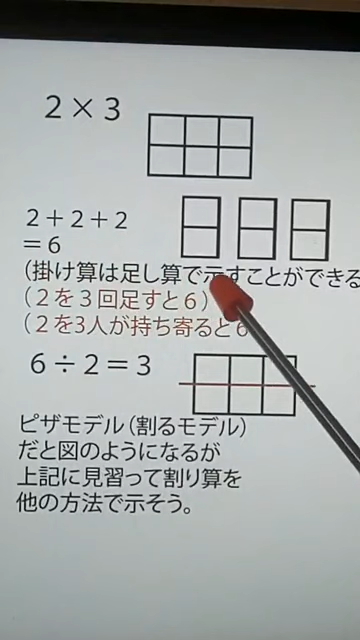 2×3
2+2+2
=6
(掛け算は足し算で示すことができる
(2を3回足すと6)
(2を3人が持ち寄ると6
6÷2=3
ピザモデル(割るモデル)
だと図のようになるが
上記に見習って割り算を
他の方法で示そう。